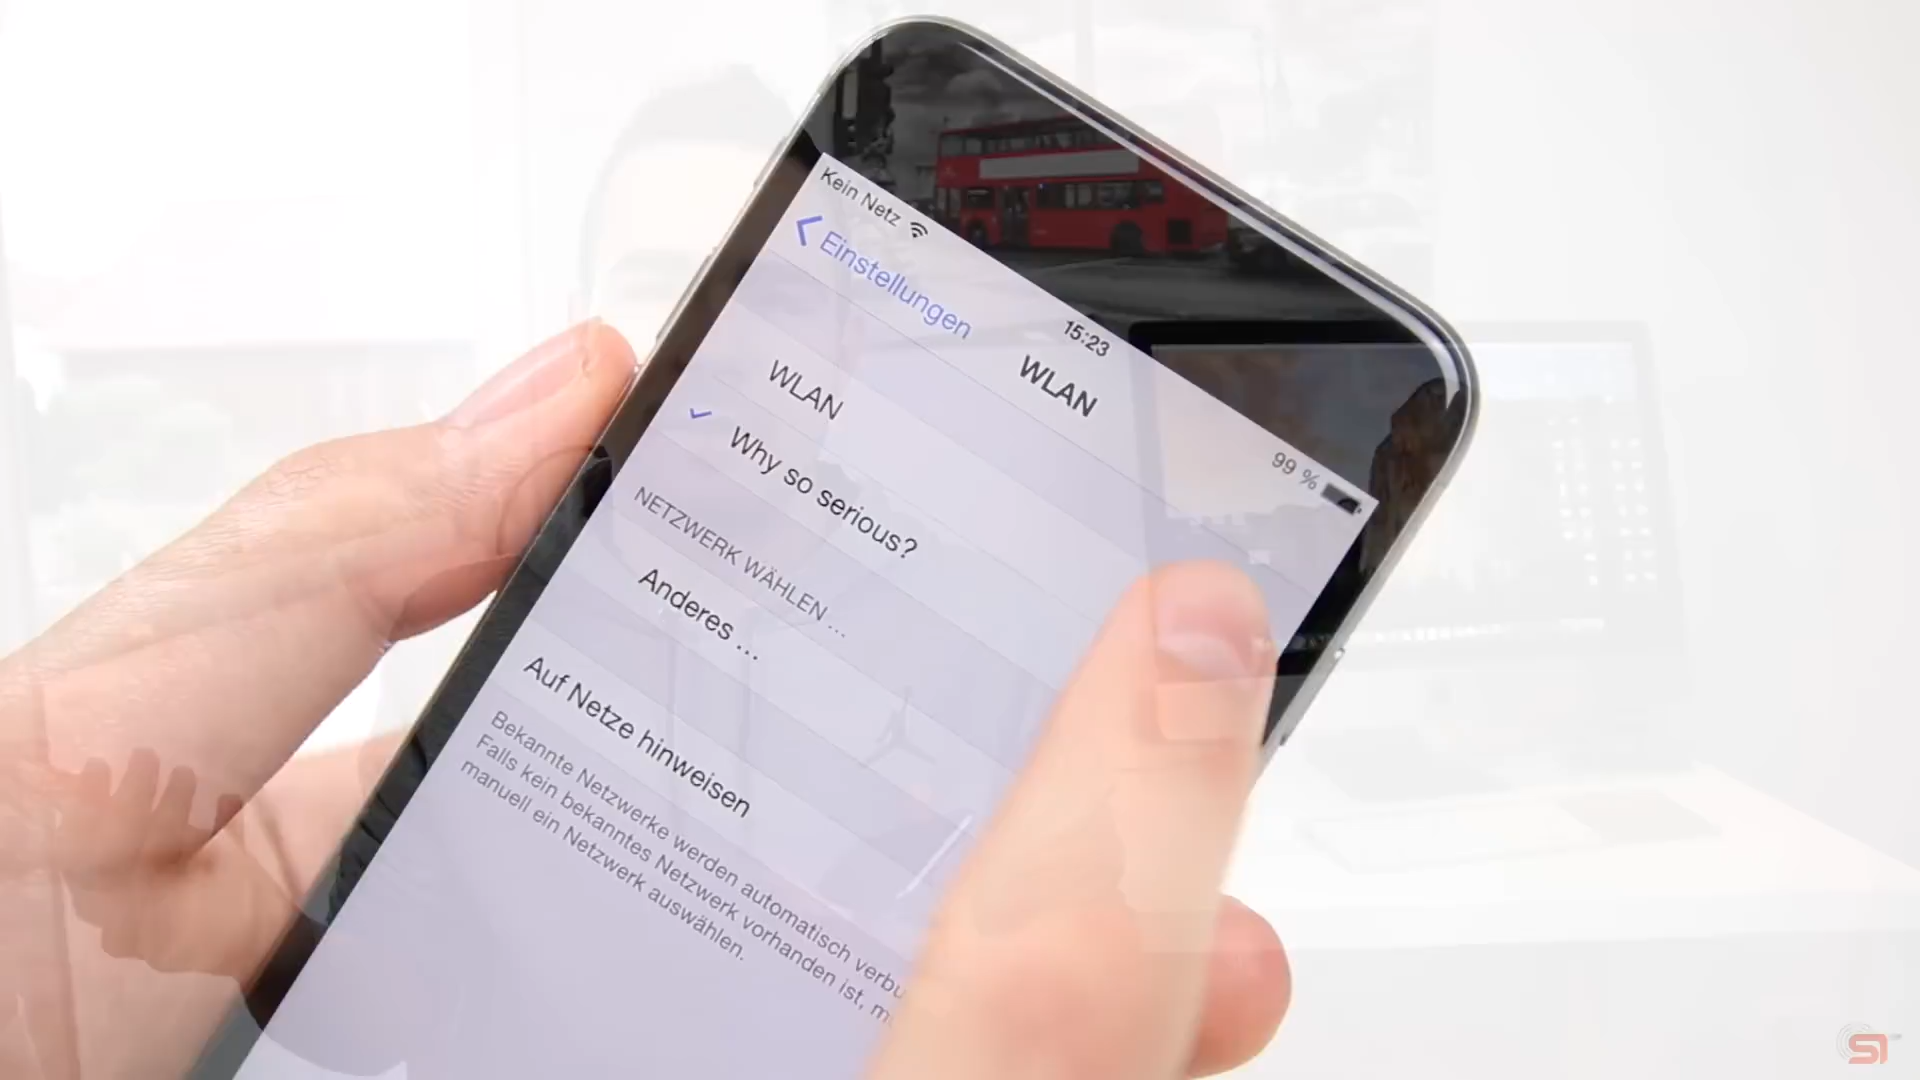 Kein Netz
15:23
99 %
Einstellungen
WLAN
WLAN
Why so serious?
NETZWERK WÄHLEN ...
Anderes ...
Auf Netze hinweisen
Bekannte Netzwerke werden automatisch
Falls kein bekanntes Netzwerk vorhanden ist,
manuell ein Netzwerk auswählen.
S1